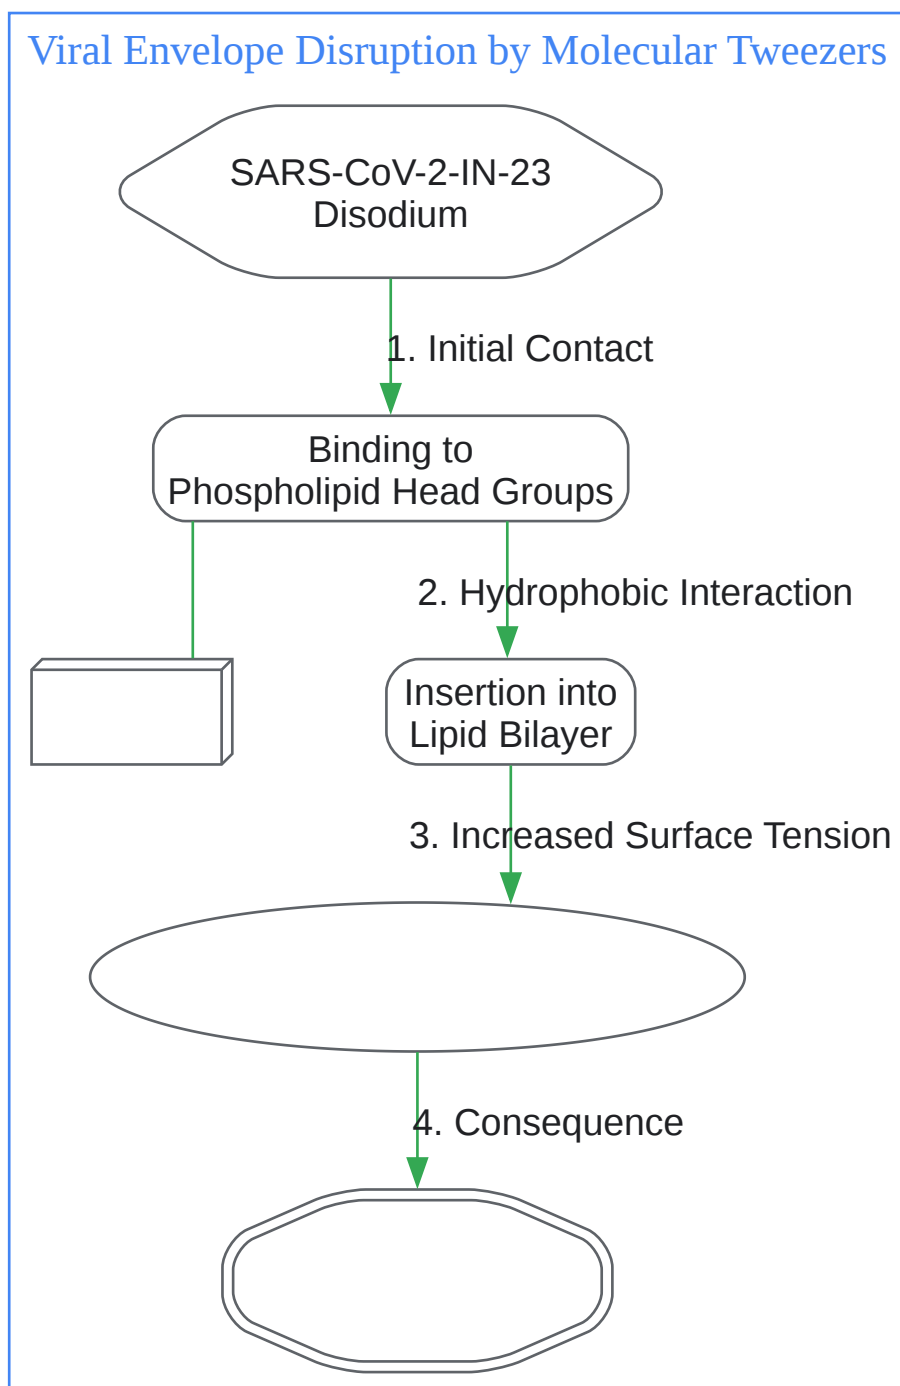 Viral Envelope Disruption by Molecular Tweezers
SARS-CoV-2-IN-23
Disodium
1. Initial Contact
Binding to
Phospholipid Head Groups
2. Hydrophobic Interaction
Insertion into
Lipid Bilayer
3. Increased Surface Tension
4. Consequence